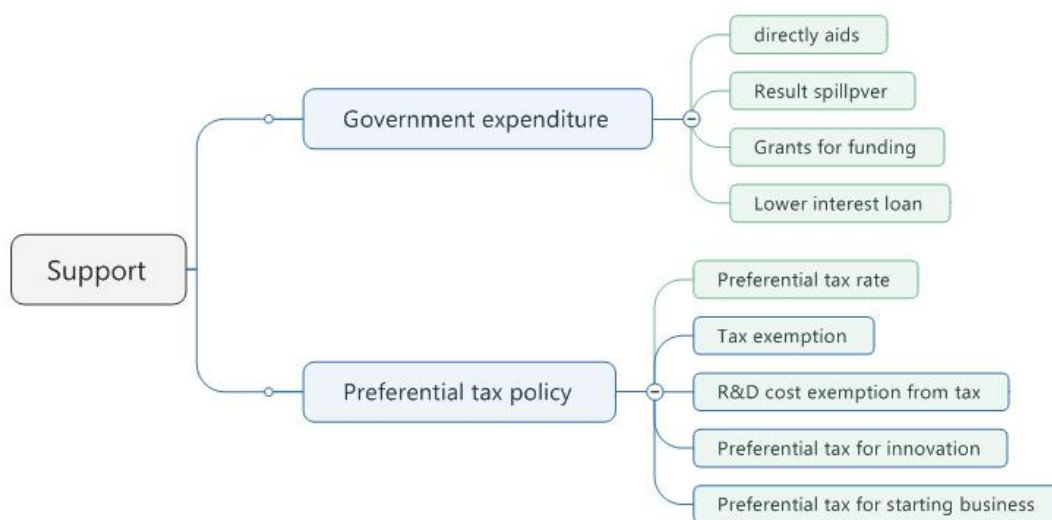 Support
Government expenditure
directly aids
Result spillpver
Grants for funding
Lower interest loan
Preferential tax policy
Preferential tax rate
Tax exemption
R&D cost exemption from tax
Preferential tax for innovation
Preferential tax for starting business